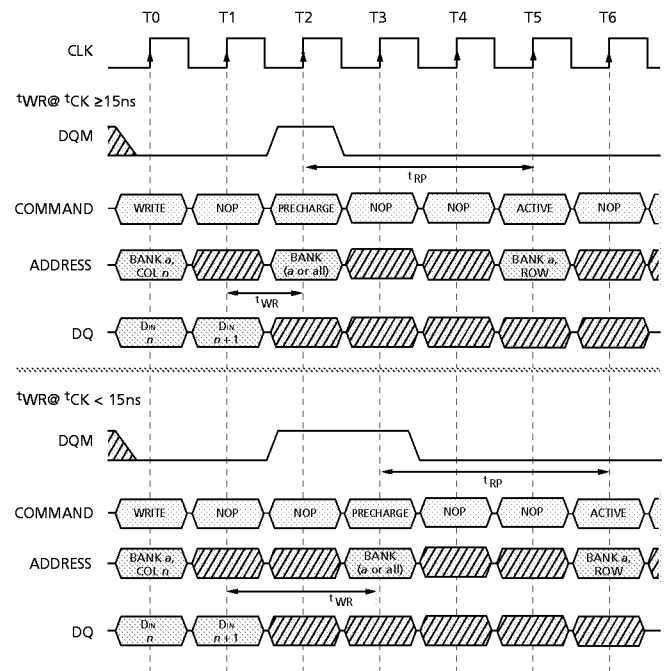 T0 T1 T2 T3 T4 T5 T6
CLK
tWR@ tCK ≥15ns
DQM
tRP
COMMAND WRITE NOP PRECHARGE NOP NOP ACTIVE NOP
ADDRESS BANK a, COL n BANK (a or all) BANK a, ROW
tWR
DQ DIN n DIN n + 1
tWR@ tCK < 15ns
DQM
tRP
COMMAND WRITE NOP NOP PRECHARGE NOP NOP ACTIVE
ADDRESS BANK a, COL n BANK (a or all) BANK a, ROW
tWR
DQ DIN n DIN n + 1